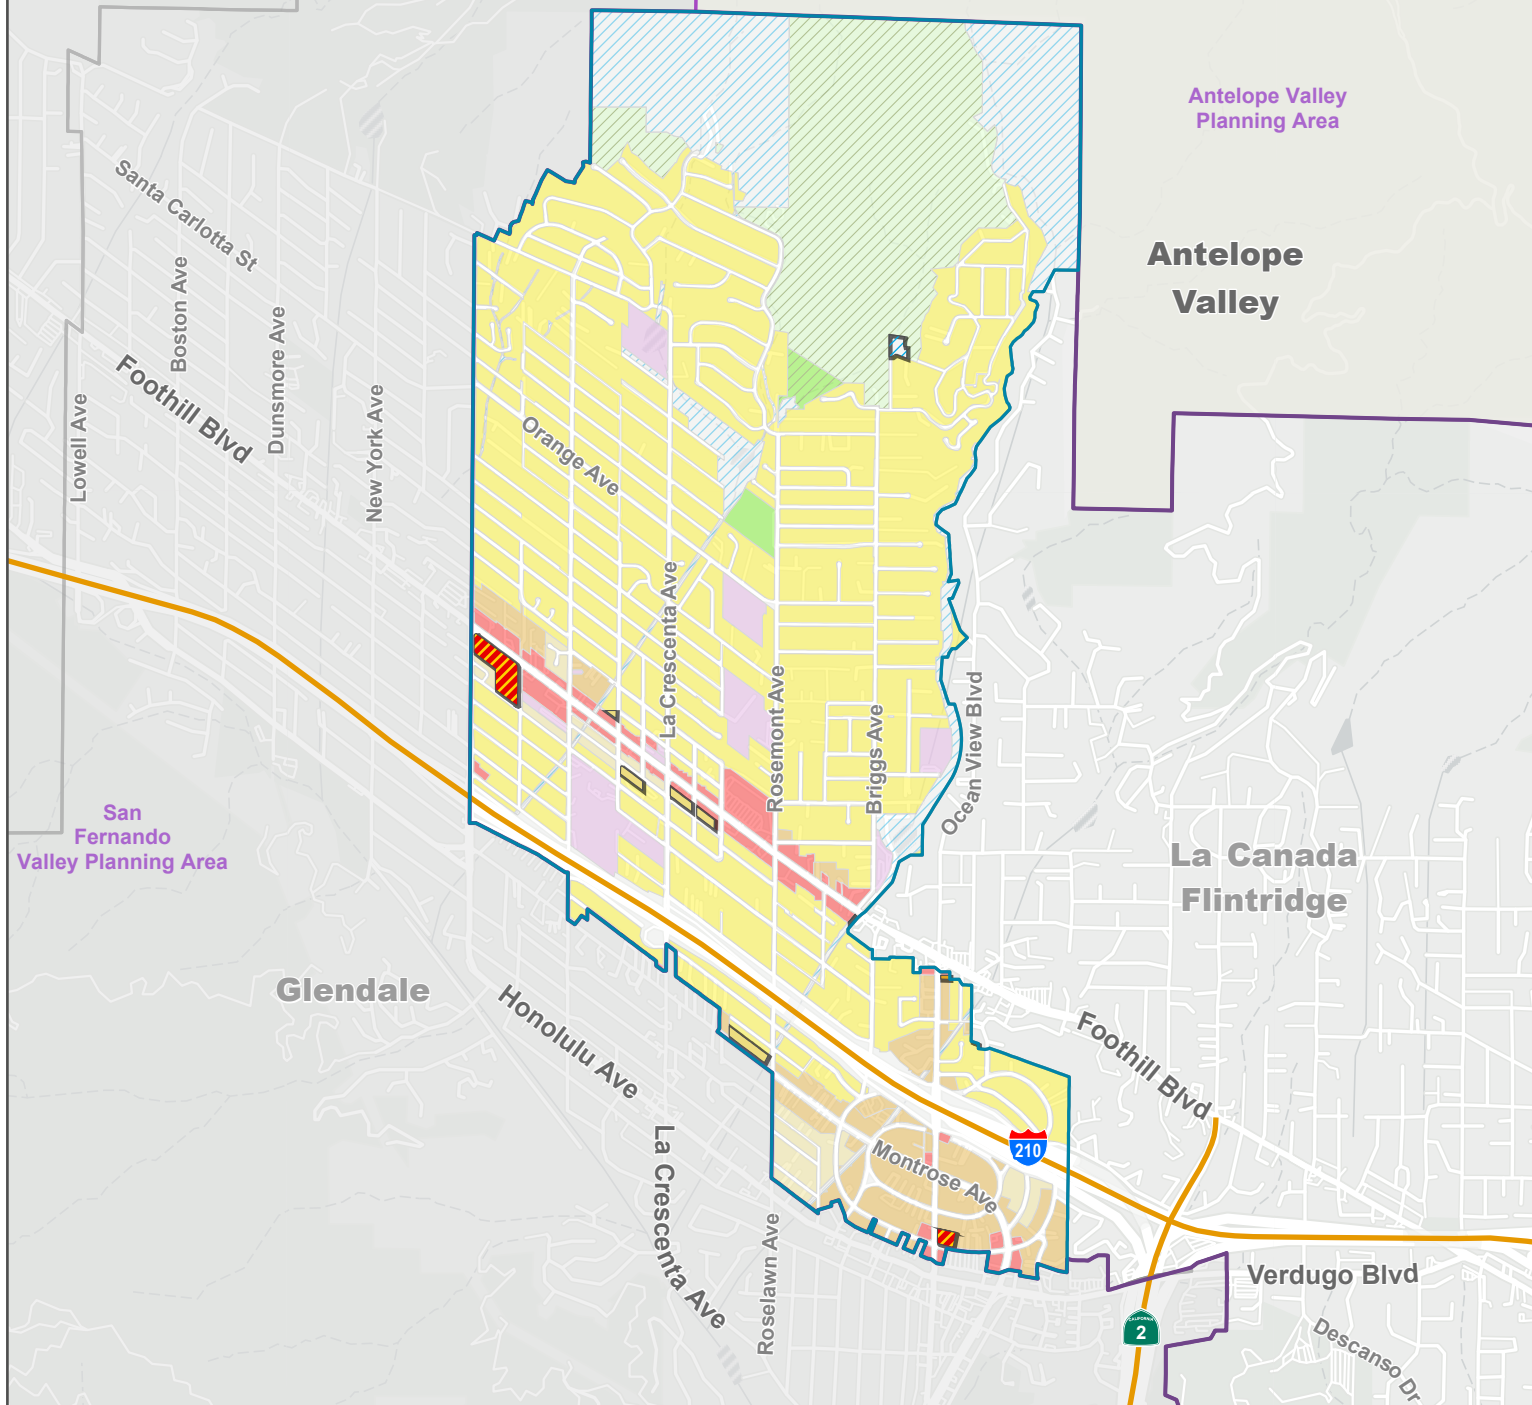 Antelope Valley
Planning Area
Santa Carlotta St
Antelope
Valley
Boston Ave
Dunsmore Ave
Foothill Blvd
New York Ave
Lowell Ave
Orange Ave
La Crescenta Ave
Rosemont Ave
Briggs Ave
Ocean View Blvd
San
Fernando
Valley Planning Area
La Canada
Flintridge
Glendale
Honolulu Ave
Foothill Blvd
210
Montrose Ave
La Crescenta Ave
Roselawn Ave
Verdugo Blvd
CALIFORNIA
2
Descanso Dr